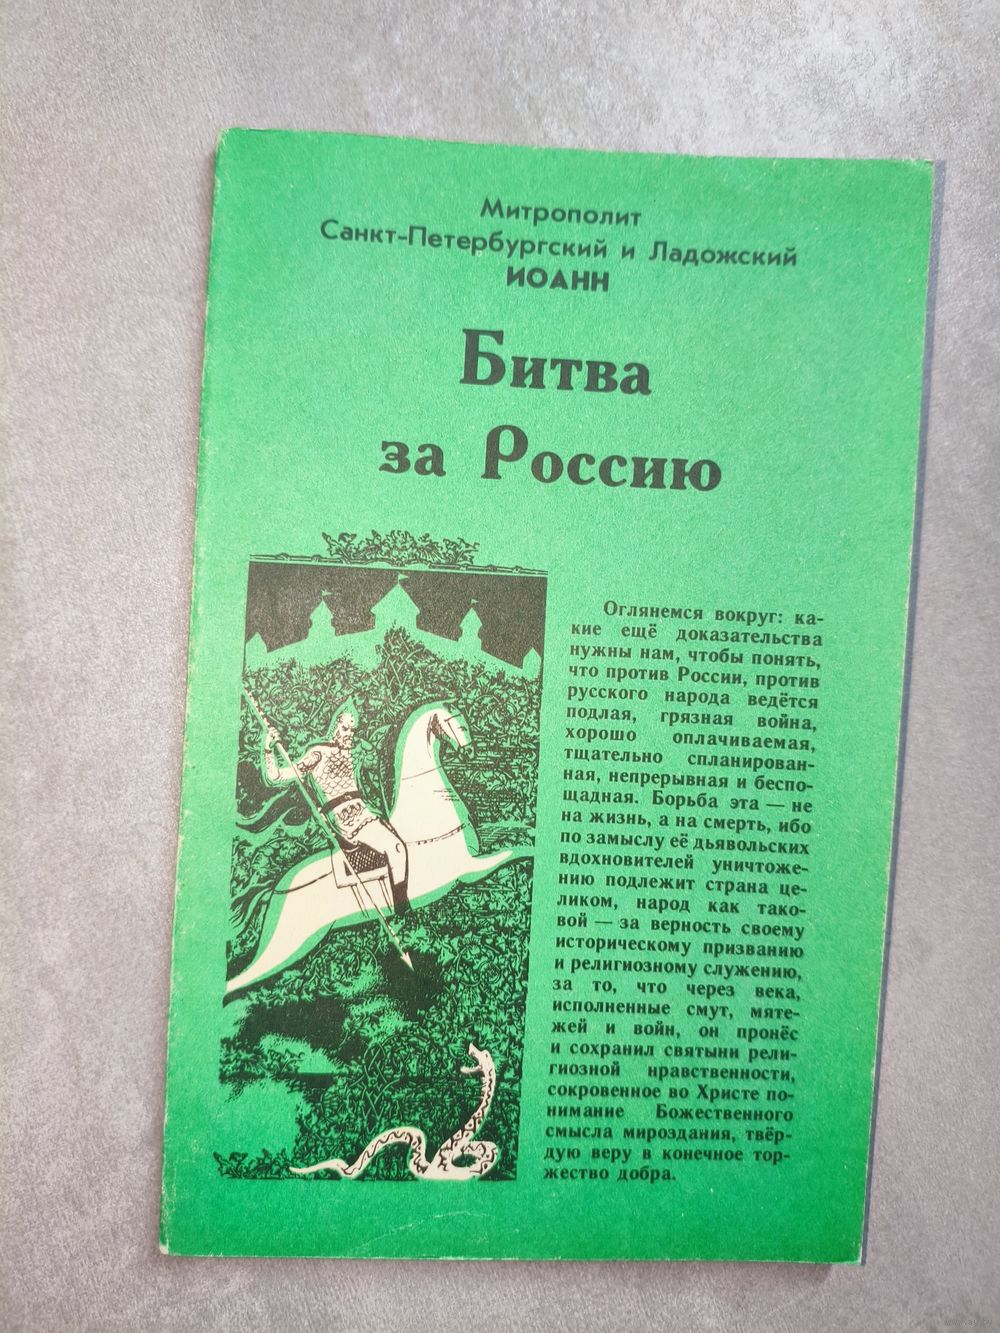 Митрополит
Санкт-Петербургский и Ладожский
ИОАНН
Битва
за Россию
Оглянемся вокруг: ка-
кие ещё доказательства
нужны нам, чтобы понять,
что против России, против
русского народа ведётся
подлая, грязная война,
хорошо оплачиваемая,
тщательно спланирован-
ная, непрерывная и беспо-
щадная. Борьба эта — не
на жизнь, а на смерть, ибо
по замыслу её дьявольских
вдохновителей уничтоже-
нию подлежит страна це-
ликом, народ как тако-
вой — за верность своему
историческому призванию
и религиозному служению,
за то, что через века,
исполненные смут, мяте-
жей и войн, он пронёс
и сохранил святыни рели-
гиозной нравственности,
сокровенное во Христе по-
нимание Божественного
смысла мироздания, твёр-
дую веру в конечное тор-
жество добра.